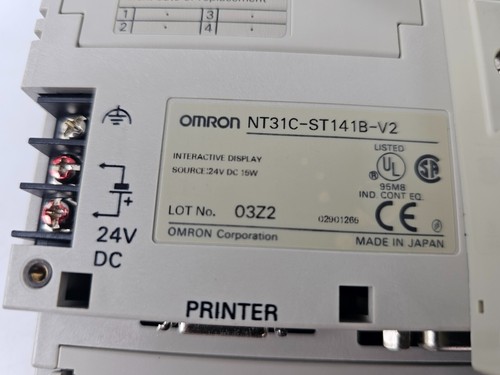 1 3
2 4
OMRON NT31C-ST141B-V2
INTERACTIVE DISPLAY
SOURCE:24V DC 15W
LISTED
UL
95M8
IND. CONT EQ.
LOT No. 03Z2
02901265
CE
OMRON Corporation
MADE IN JAPAN
24V
DC
PRINTER